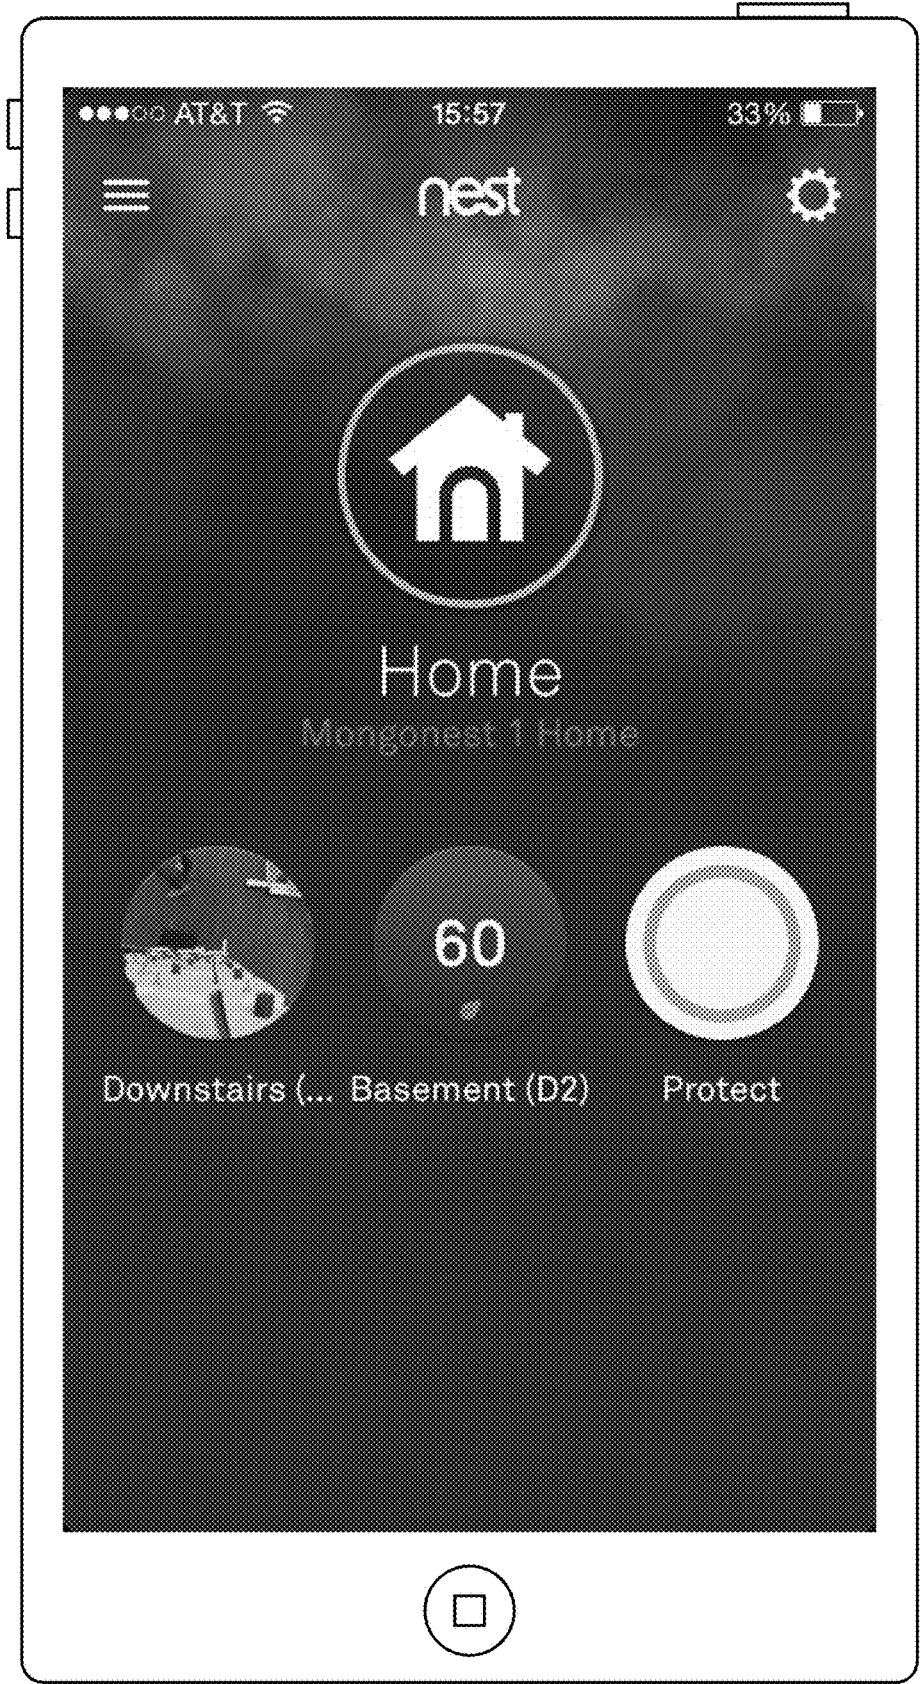 AT&T 15:57 33%
nest
Home
Mongonest 1 Home
60
Downstairs (... Basement (D2) Protect